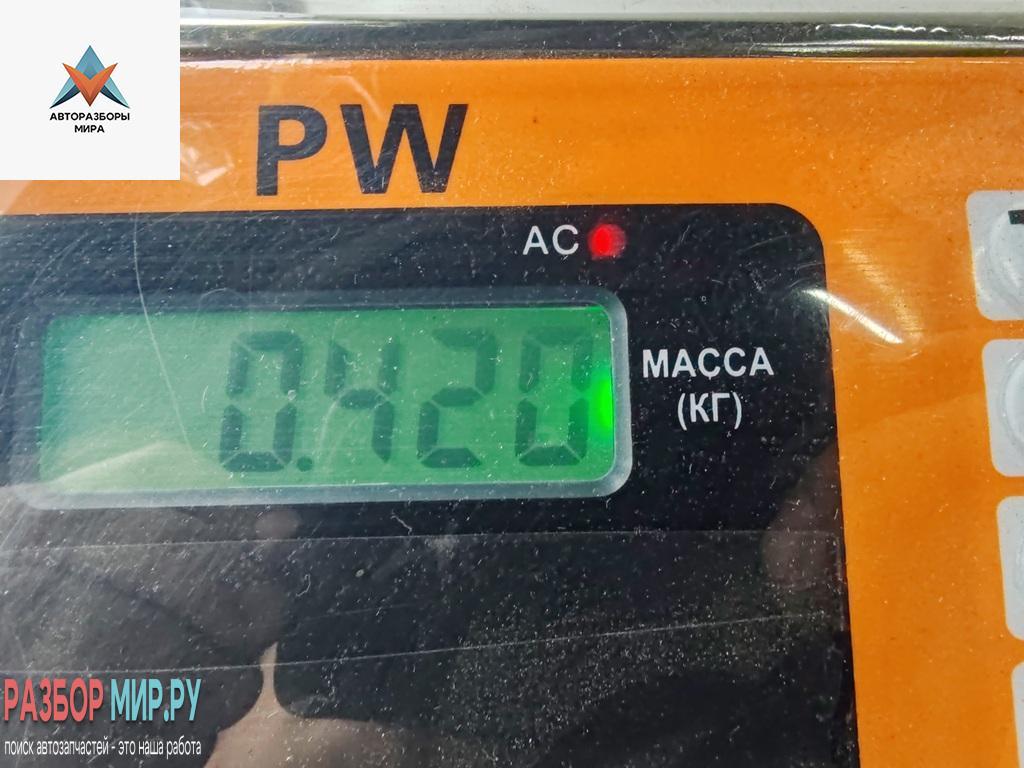 АВТОРАЗБОРЫ
МИРА
PW
AC
0.420
МАССА
(КГ)
РАЗБОР МИР.РУ
поиск автозапчастей - это наша работа